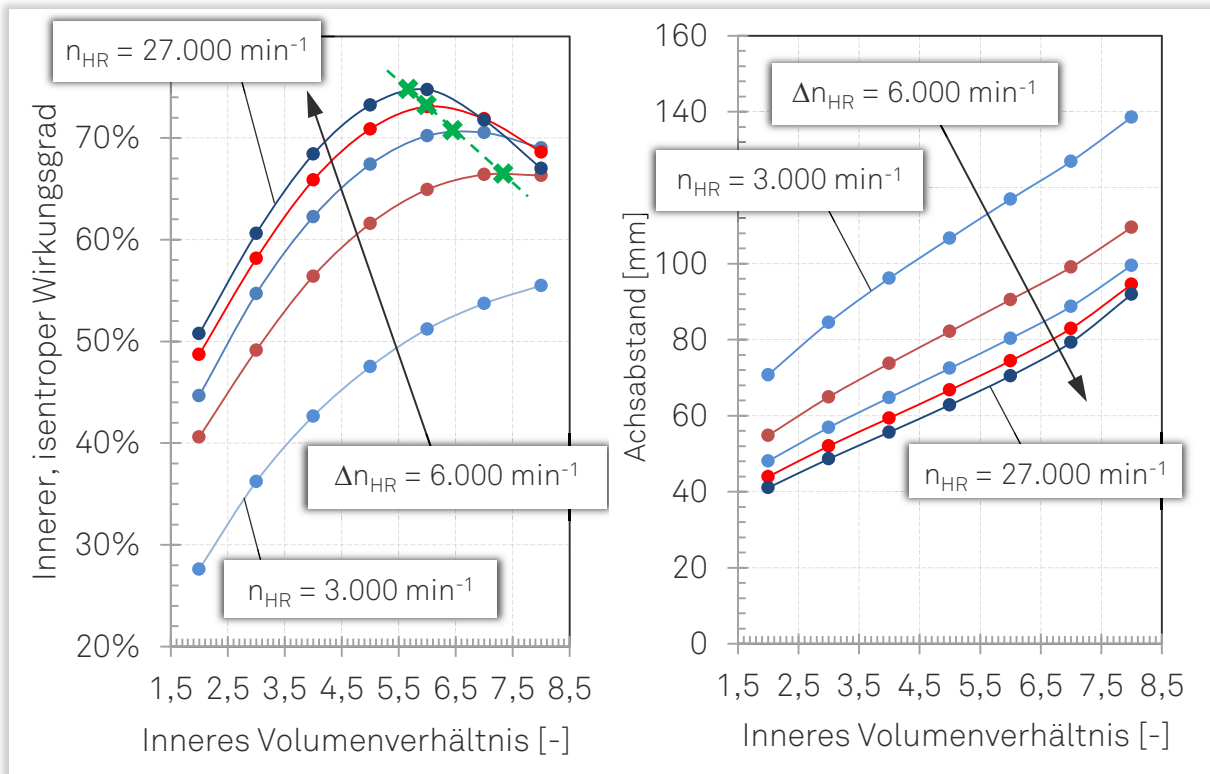 n_HR = 27.000 min⁻¹
Innerer, isentroper Wirkungsgrad
70%
60%
50%
40%
30%
20%
Δn_HR = 6.000 min⁻¹
n_HR = 3.000 min⁻¹
1,5 2,5 3,5 4,5 5,5 6,5 7,5 8,5
Inneres Volumenverhältnis [-]
Achsabstand [mm]
160
140
100
80
60
40
20
0
Δn_HR = 6.000 min⁻¹
n_HR = 3.000 min⁻¹
n_HR = 27.000 min⁻¹
1,5 2,5 3,5 4,5 5,5 6,5 7,5 8,5
Inneres Volumenverhältnis [-]